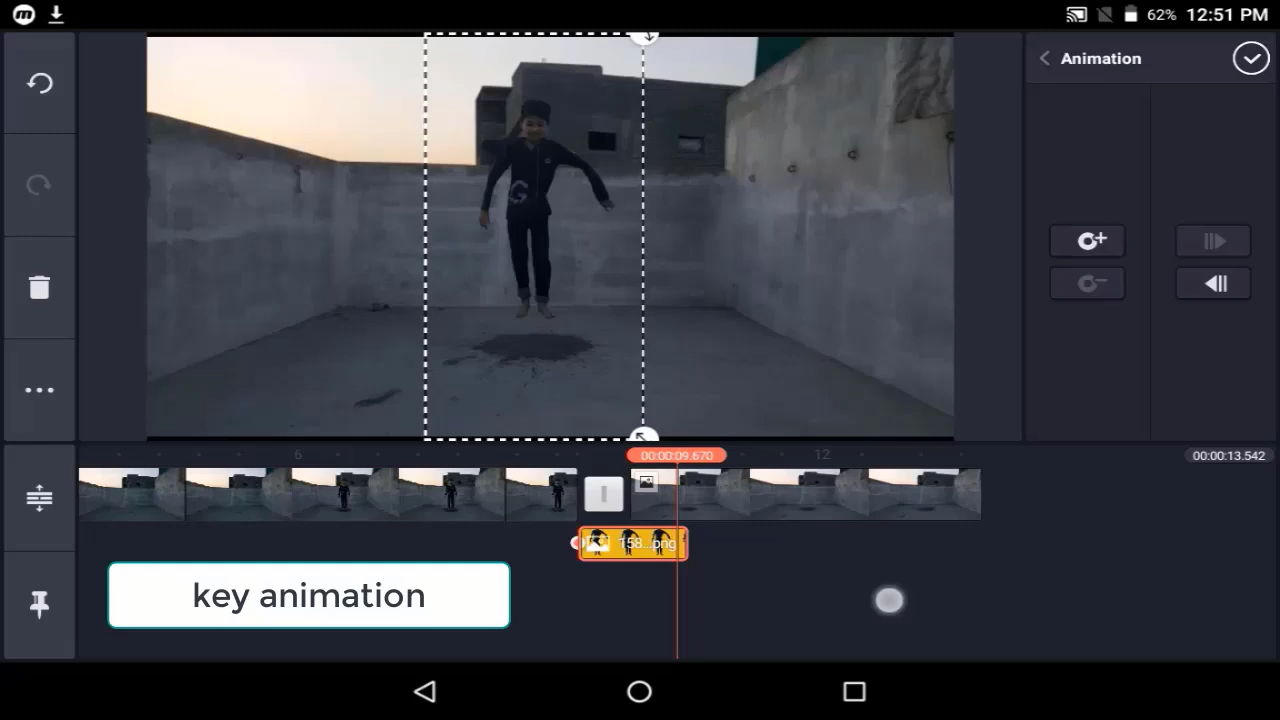 62% 12:51 PM
Animation
G
00:00:09.670
6
12
00:00:13.542
158...png
key animation